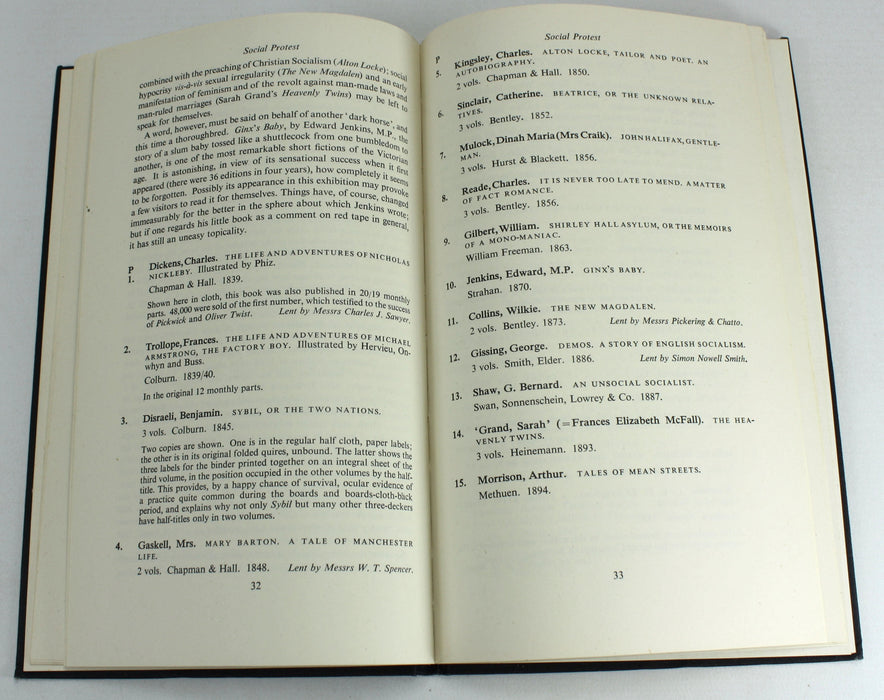 Social Protest
combined with the preaching of Christian Socialism (Alton Locke); social
hypocrisy vis-à-vis sexual irregularity (The New Magdalen) and an early
manifestation of feminism and of the revolt against man-made laws and
man-ruled marriages (Sarah Grand's Heavenly Twins) may be left to
speak for themselves.
A word, however, must be said on behalf of another 'dark horse', and
this time a thoroughbred. Ginx's Baby, by Edward Jenkins, M.P., the
story of a slum baby tossed like a shuttlecock from one bumbledom to
another, is one of the most remarkable short fictions of the Victorian
age. It is astonishing, in view of its sensational success when it first
appeared (there were 36 editions in four years), how completely it seems
to be forgotten. Possibly its appearance in this exhibition may provoke
a few visitors to read it for themselves. Things have, of course, changed
immeasurably for the better in the sphere about which Jenkins wrote;
but if one regards his little book as a comment on red tape in general,
it has still an uneasy topicality.
P Dickens, Charles. THE LIFE AND ADVENTURES OF NICHOLAS
1. NICKLEBY. Illustrated by Phiz.
Chapman & Hall. 1839.
Shown here in cloth, this book was also published in 20/19 monthly
parts. 48,000 were sold of the first number, which testified to the success
of Pickwick and Oliver Twist. Lent by Messrs Charles J. Sawyer.
2. Trollope, Frances. THE LIFE AND ADVENTURES OF MICHAEL
ARMSTRONG, THE FACTORY BOY. Illustrated by Hervieu, On-
whyn and Buss.
Colburn. 1839/40.
In the original 12 monthly parts.
3. Disraeli, Benjamin. SYBIL, OR THE TWO NATIONS.
3 vols. Colburn. 1845.
Two copies are shown. One is in the regular half cloth, paper labels;
the other is in its original folded quires, unbound. The latter shows the
three labels for the binder printed together on an integral sheet of the
third volume, in the position occupied in the other volumes by the half-
title. This provides, by a happy chance of survival, ocular evidence of
a practice quite common during the boards and boards-cloth-back
period, and explains why not only Sybil but many other three-deckers
have half-titles only in two volumes.
4. Gaskell, Mrs. MARY BARTON. A TALE OF MANCHESTER
LIFE.
2 vols. Chapman & Hall. 1848. Lent by Messrs W. T. Spencer.
32
Social Protest
P Kingsley, Charles. ALTON LOCKE, TAILOR AND POET. AN
5. AUTOBIOGRAPHY.
2 vols. Chapman & Hall. 1850.
6. Sinclair, Catherine. BEATRICE, OR THE UNKNOWN RELA-
TIVES.
3 vols. Bentley. 1852.
7. Mulock, Dinah Maria (Mrs Craik). JOHN HALIFAX, GENTLE-
MAN.
3 vols. Hurst & Blackett. 1856.
8. Reade, Charles. IT IS NEVER TOO LATE TO MEND. A MATTER
OF FACT ROMANCE.
3 vols. Bentley. 1856.
9. Gilbert, William. SHIRLEY HALL ASYLUM, OR THE MEMOIRS
OF A MONO-MANIAC.
William Freeman. 1863.
10. Jenkins, Edward, M.P. GINX'S BABY.
Strahan. 1870.
11. Collins, Wilkie. THE NEW MAGDALEN.
2 vols. Bentley. 1873. Lent by Messrs Pickering & Chatto.
12. Gissing, George. DEMOS. A STORY OF ENGLISH SOCIALISM.
3 vols. Smith, Elder. 1886. Lent by Simon Nowell Smith.
13. Shaw, G. Bernard. AN UNSOCIAL SOCIALIST.
Swan, Sonnenschein, Lowrey & Co. 1887.
14. 'Grand, Sarah' (=Frances Elizabeth McFall). THE HEA-
VENLY TWINS.
3 vols. Heinemann. 1893.
15. Morrison, Arthur. TALES OF MEAN STREETS.
Methuen. 1894.
33